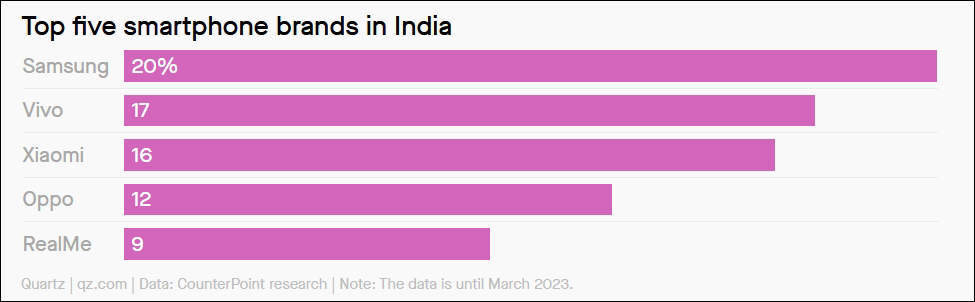 Top five smartphone brands in India
Samsung 20%
Vivo 17
Xiaomi 16
Oppo 12
RealMe 9
Quartz | qz.com | Data: CounterPoint research | Note: The data is until March 2023.